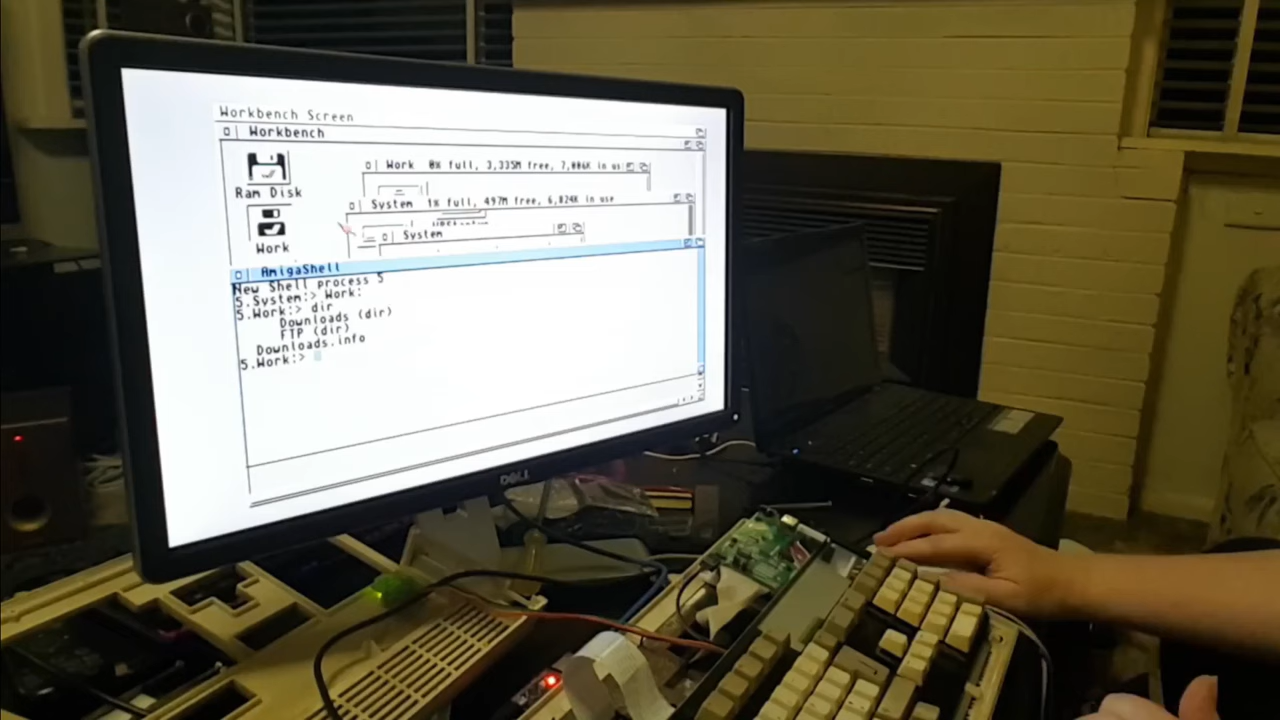 Workbench Screen
Workbench
Ram Disk
Work 0% full, 3,335M free, 7,086K in us
System 1% full, 497M free, 6,824K in use
System
Work
AmigaShell
New Shell process 5
5.System:> Work:
5.Work:> dir
Downloads (dir)
FTP (dir)
Downloads.info
5.Work:>
DELL